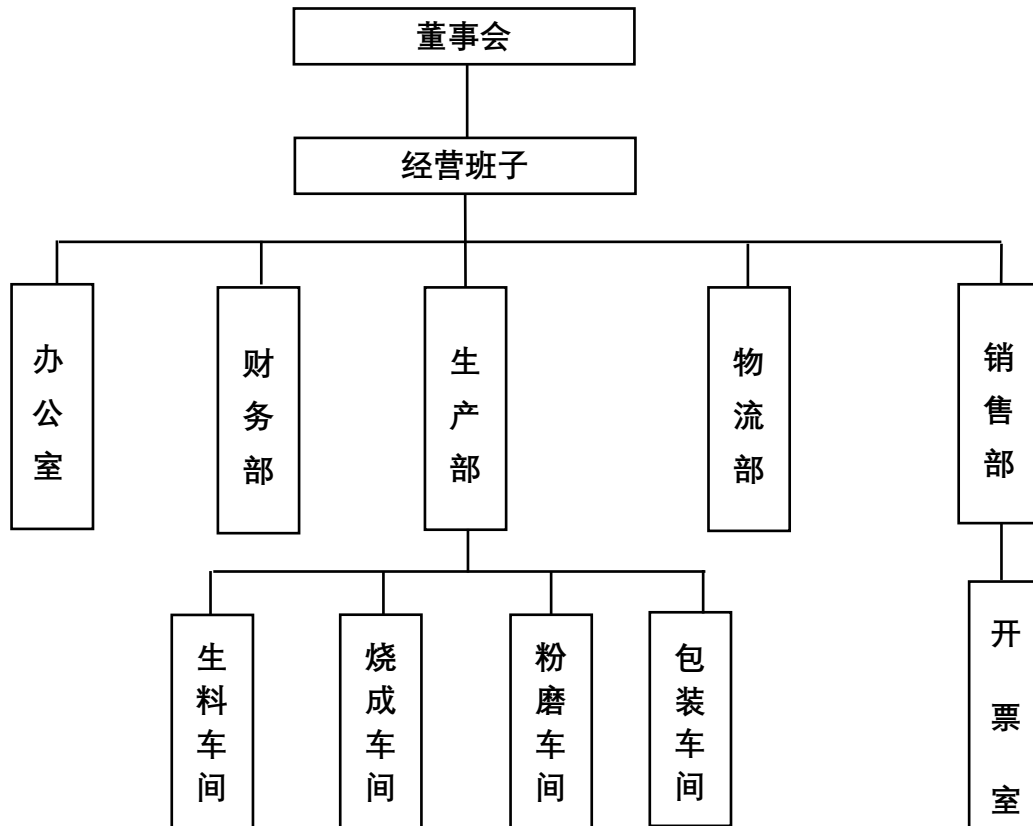 董事会
经营班子
办公室
财务部
生产部
物流部
销售部
生料车间
烧成车间
粉磨车间
包装车间
开票室